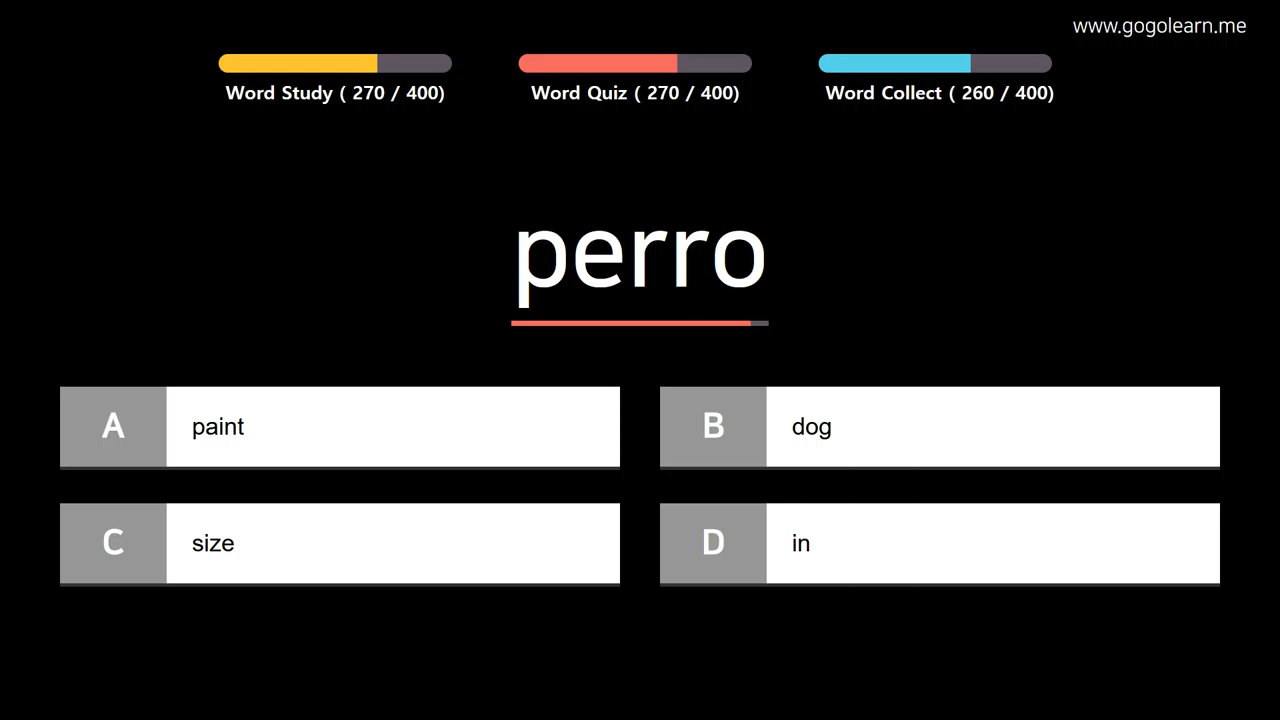 www.gogolearn.me
Word Study ( 270 / 400)
Word Quiz ( 270 / 400)
Word Collect ( 260 / 400)
perro
A paint
B dog
C size
D in